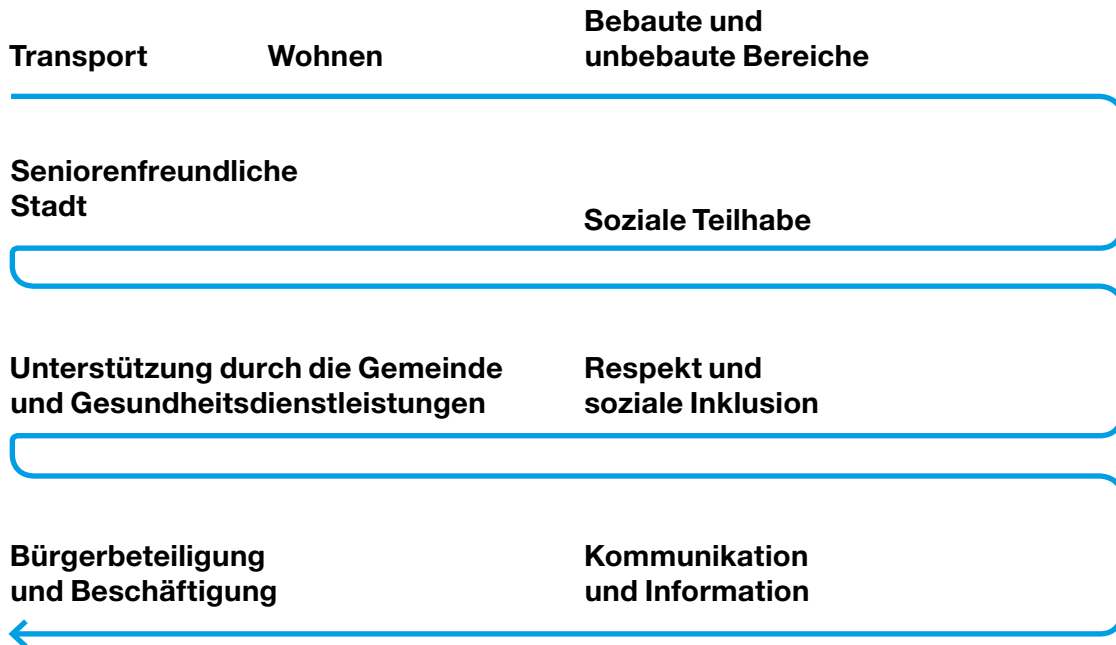 Transport
Wohnen
Bebaute und
unbebaute Bereiche
Seniorenfreundliche
Stadt
Soziale Teilhabe
Unterstützung durch die Gemeinde
und Gesundheitsdienstleistungen
Respekt und
soziale Inklusion
Bürgerbeteiligung
und Beschäftigung
Kommunikation
und Information